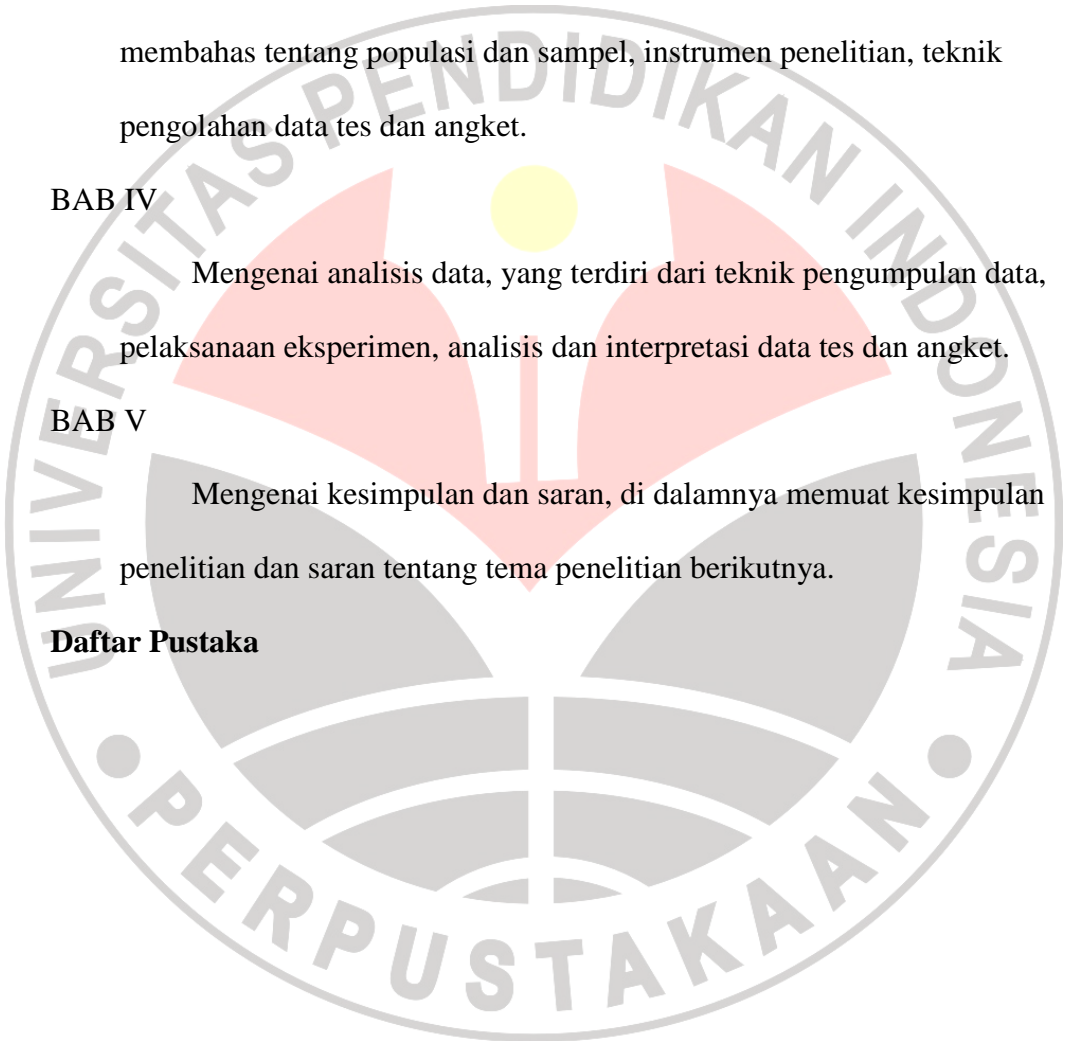 membahas tentang populasi dan sampel, instrumen penelitian, teknik
pengolahan data tes dan angket.
BAB IV
Mengenai analisis data, yang terdiri dari teknik pengumpulan data,
pelaksanaan eksperimen, analisis dan interpretasi data tes dan angket.
BAB V
Mengenai kesimpulan dan saran, di dalamnya memuat kesimpulan
penelitian dan saran tentang tema penelitian berikutnya.
Daftar Pustaka
UNIVERSITAS PENDIDIKAN INDONESIA
PERPUSTAKAAN